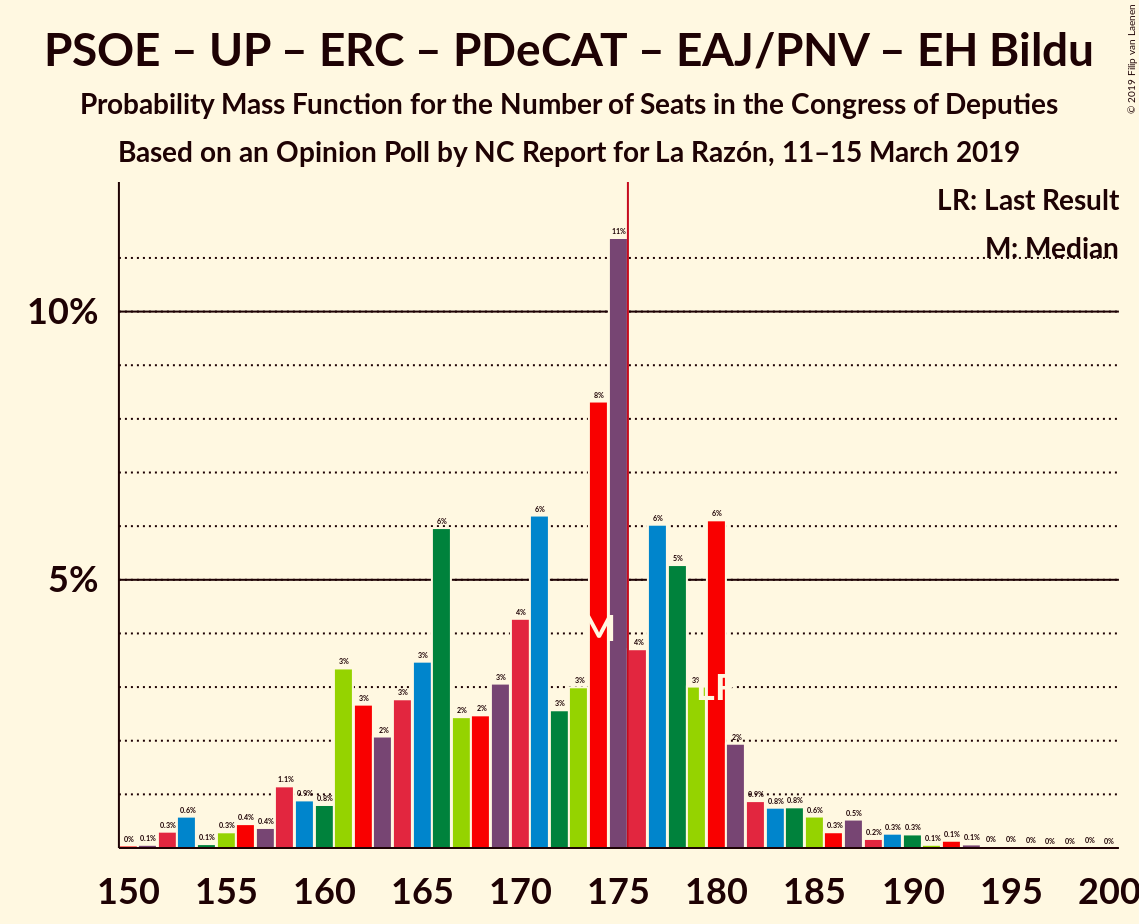 PSOE – UP – ERC – PDeCAT – EAJ/PNV – EH Bildu
Probability Mass Function for the Number of Seats in the Congress of Deputies
Based on an Opinion Poll by NC Report for La Razón, 11–15 March 2019
© 2019 Filip van Laenen
LR: Last Result
M: Median
10%
5%
0% 0.1% 0.3% 0.6% 0.1% 0.3% 0.4% 0.4% 1.1% 0.9% 0.8% 3% 3% 2% 3% 3% 6% 2% 2% 3% 4% 6% 3% 3% 8% 11% 4% 6% 5% 3% 6% 2% 0.9% 0.8% 0.8% 0.6% 0.3% 0.5% 0.2% 0.3% 0.3% 0.1% 0.1% 0.1% 0% 0% 0% 0% 0% 0% 0%
M
LR
150 155 160 165 170 175 180 185 190 195 200